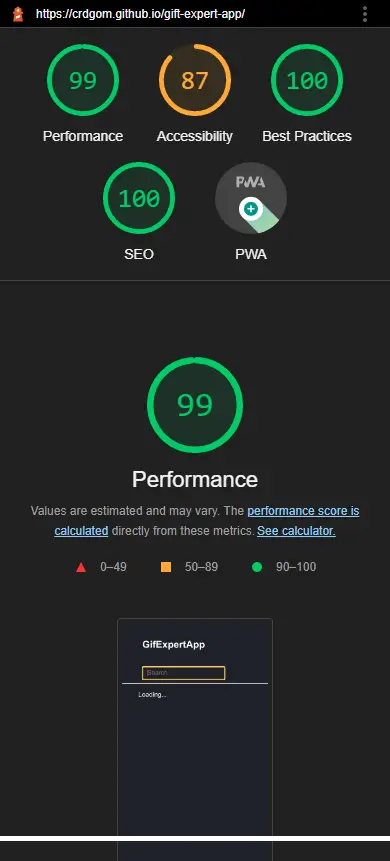 https://crdgom.github.io/gift-expert-app/
99
87
100
Performance
Accessibility
Best Practices
100
PWA
SEO
PWA
99
Performance
Values are estimated and may vary. The performance score is
calculated directly from these metrics. See calculator.
0–49
50–89
90–100
GifExpertApp
Search
Loading...